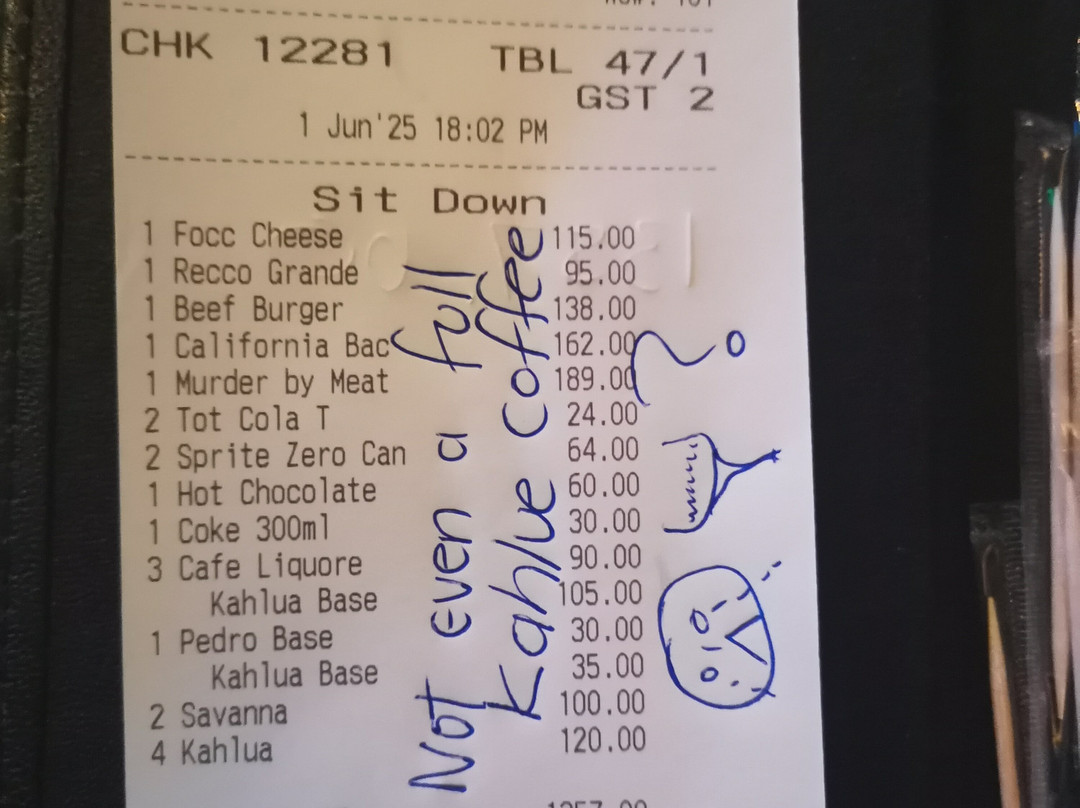 CHK 12281 TBL 47/1
GST 2
1 Jun'25 18:02 PM
Sit Down
1 Focc Cheese 115.00
1 Recco Grande 95.00
1 Beef Burger 138.00
1 California Bac 162.00
1 Murder by Meat 189.00
2 Tot Cola T 24.00
2 Sprite Zero Can 64.00
1 Hot Chocolate 60.00
1 Coke 300ml 30.00
3 Cafe Liquore 90.00
Kahlua Base 105.00
1 Pedro Base 30.00
Kahlua Base 35.00
2 Savanna 100.00
4 Kahlua 120.00
Not even a full
Kahlue Coffee
?